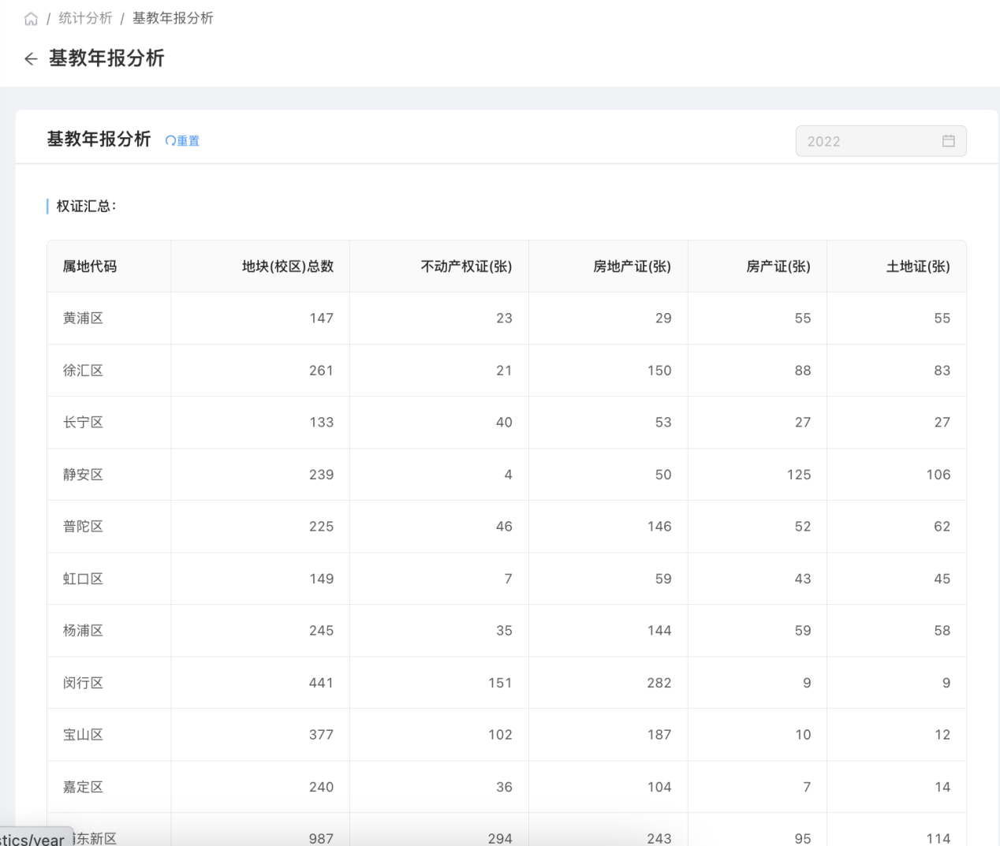 / 统计分析 / 基教年报分析
← 基教年报分析
基教年报分析 重置 2022
权证汇总：
属地代码 地块(校区)总数 不动产权证(张) 房地产证(张) 房产证(张) 土地证(张)
黄浦区 147 23 29 55 55
徐汇区 261 21 150 88 83
长宁区 133 40 53 27 27
静安区 239 4 50 125 106
普陀区 225 46 146 52 62
虹口区 149 7 59 43 45
杨浦区 245 35 144 59 58
闵行区 441 151 282 9 9
宝山区 377 102 187 10 12
嘉定区 240 36 104 7 14
东新区 987 294 243 95 114
stics/year